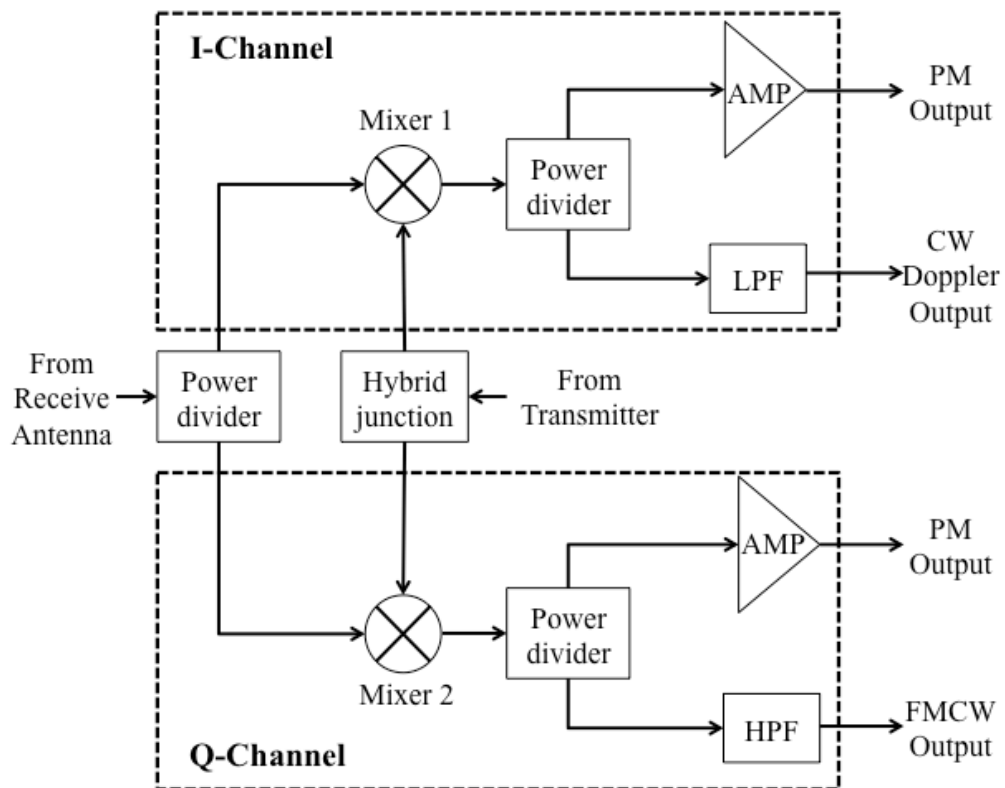 I-Channel
Mixer 1
AMP
PM
Output
Power
divider
LPF
CW
Doppler
Output
From
Receive
Antenna
Power
divider
Hybrid
junction
From
Transmitter
AMP
PM
Output
Power
divider
Mixer 2
HPF
FMCW
Output
Q-Channel